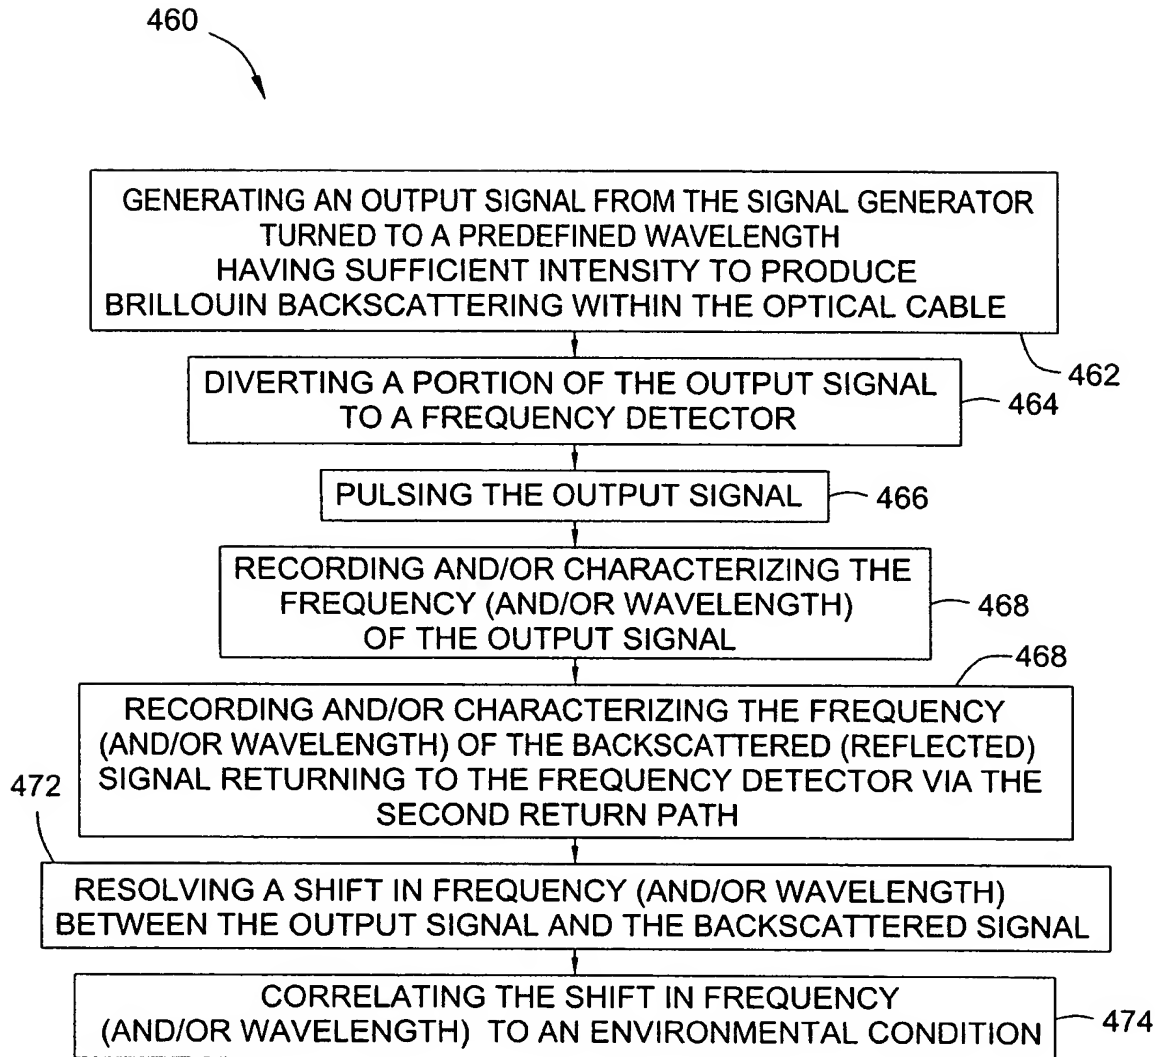 460
GENERATING AN OUTPUT SIGNAL FROM THE SIGNAL GENERATOR
TURNED TO A PREDEFINED WAVELENGTH
HAVING SUFFICIENT INTENSITY TO PRODUCE
BRILLOUIN BACKSCATTERING WITHIN THE OPTICAL CABLE
462
DIVERTING A PORTION OF THE OUTPUT SIGNAL
TO A FREQUENCY DETECTOR
464
PULSING THE OUTPUT SIGNAL
466
RECORDING AND/OR CHARACTERIZING THE
FREQUENCY (AND/OR WAVELENGTH)
OF THE OUTPUT SIGNAL
468
468
RECORDING AND/OR CHARACTERIZING THE FREQUENCY
(AND/OR WAVELENGTH) OF THE BACKSCATTERED (REFLECTED)
SIGNAL RETURNING TO THE FREQUENCY DETECTOR VIA THE
SECOND RETURN PATH
472
RESOLVING A SHIFT IN FREQUENCY (AND/OR WAVELENGTH)
BETWEEN THE OUTPUT SIGNAL AND THE BACKSCATTERED SIGNAL
CORRELATING THE SHIFT IN FREQUENCY
(AND/OR WAVELENGTH) TO AN ENVIRONMENTAL CONDITION
474